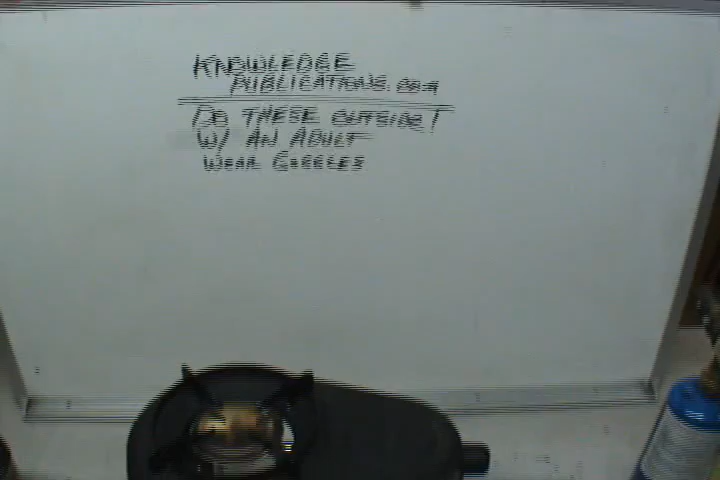 KNOWLEDGE
PUBLICATIONS.COM
DO THESE OUTSIDE!
W/ AN ADULT
WEAR GOGGLES